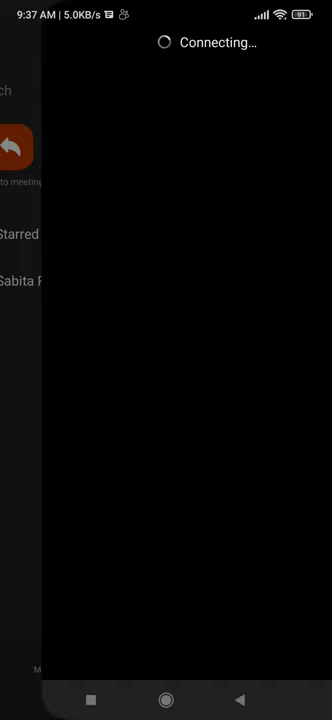 9:37 AM | 5.0KB/s
91
Connecting...
ch
to meeting
Starred
Sabita
M